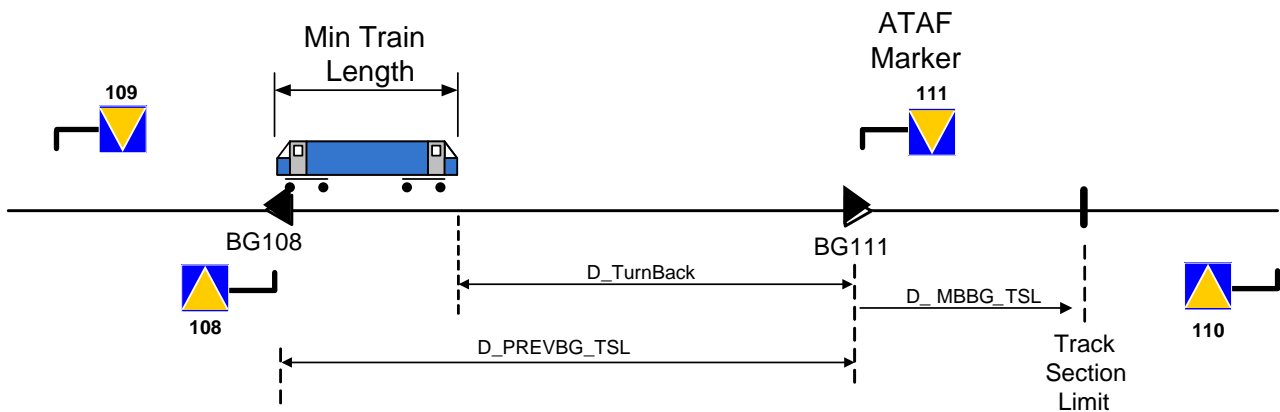 Min Train
Length
ATAF
Marker
109
111
BG108
BG111
D_TurnBack
D_ MBBG_TSL
108
110
D_PREVBG_TSL
Track
Section
Limit